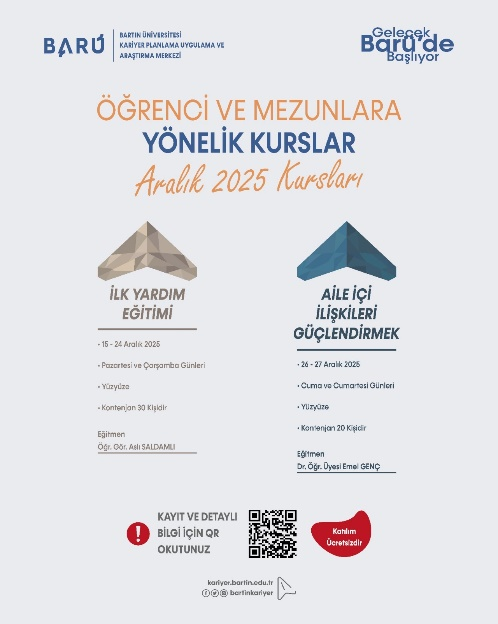 BARÜ
BARTIN ÜNİVERSİTESİ
KARİYER PLANLAMA UYGULAMA VE
ARAŞTIRMA MERKEZİ
Gelecek
Barü'de
Başlıyor
ÖĞRENCİ VE MEZUNLARA
YÖNELİK KURSLAR
Aralık 2025 Kursları
İLK YARDIM
EĞİTİMİ
• 15 - 24 Aralık 2025
• Pazartesi ve Çarşamba Günleri
• Yüzyüze
• Kontenjan 30 Kişidir
Eğitmen
Öğr. Gör. Aslı SALDAMLI
AİLE İÇİ
İLİŞKİLERİ
GÜÇLENDİRMEK
• 26 - 27 Aralık 2025
• Cuma ve Cumartesi Günleri
• Yüzyüze
• Kontenjan 20 Kişidir
Eğitmen
Dr. Öğr. Üyesi Emel GENÇ
!
KAYIT VE DETAYLI
BİLGİ İÇİN QR
OKUTUNUZ
Katılım
Ücretsizdir
kariyer.bartin.edu.tr
bartinkariyer